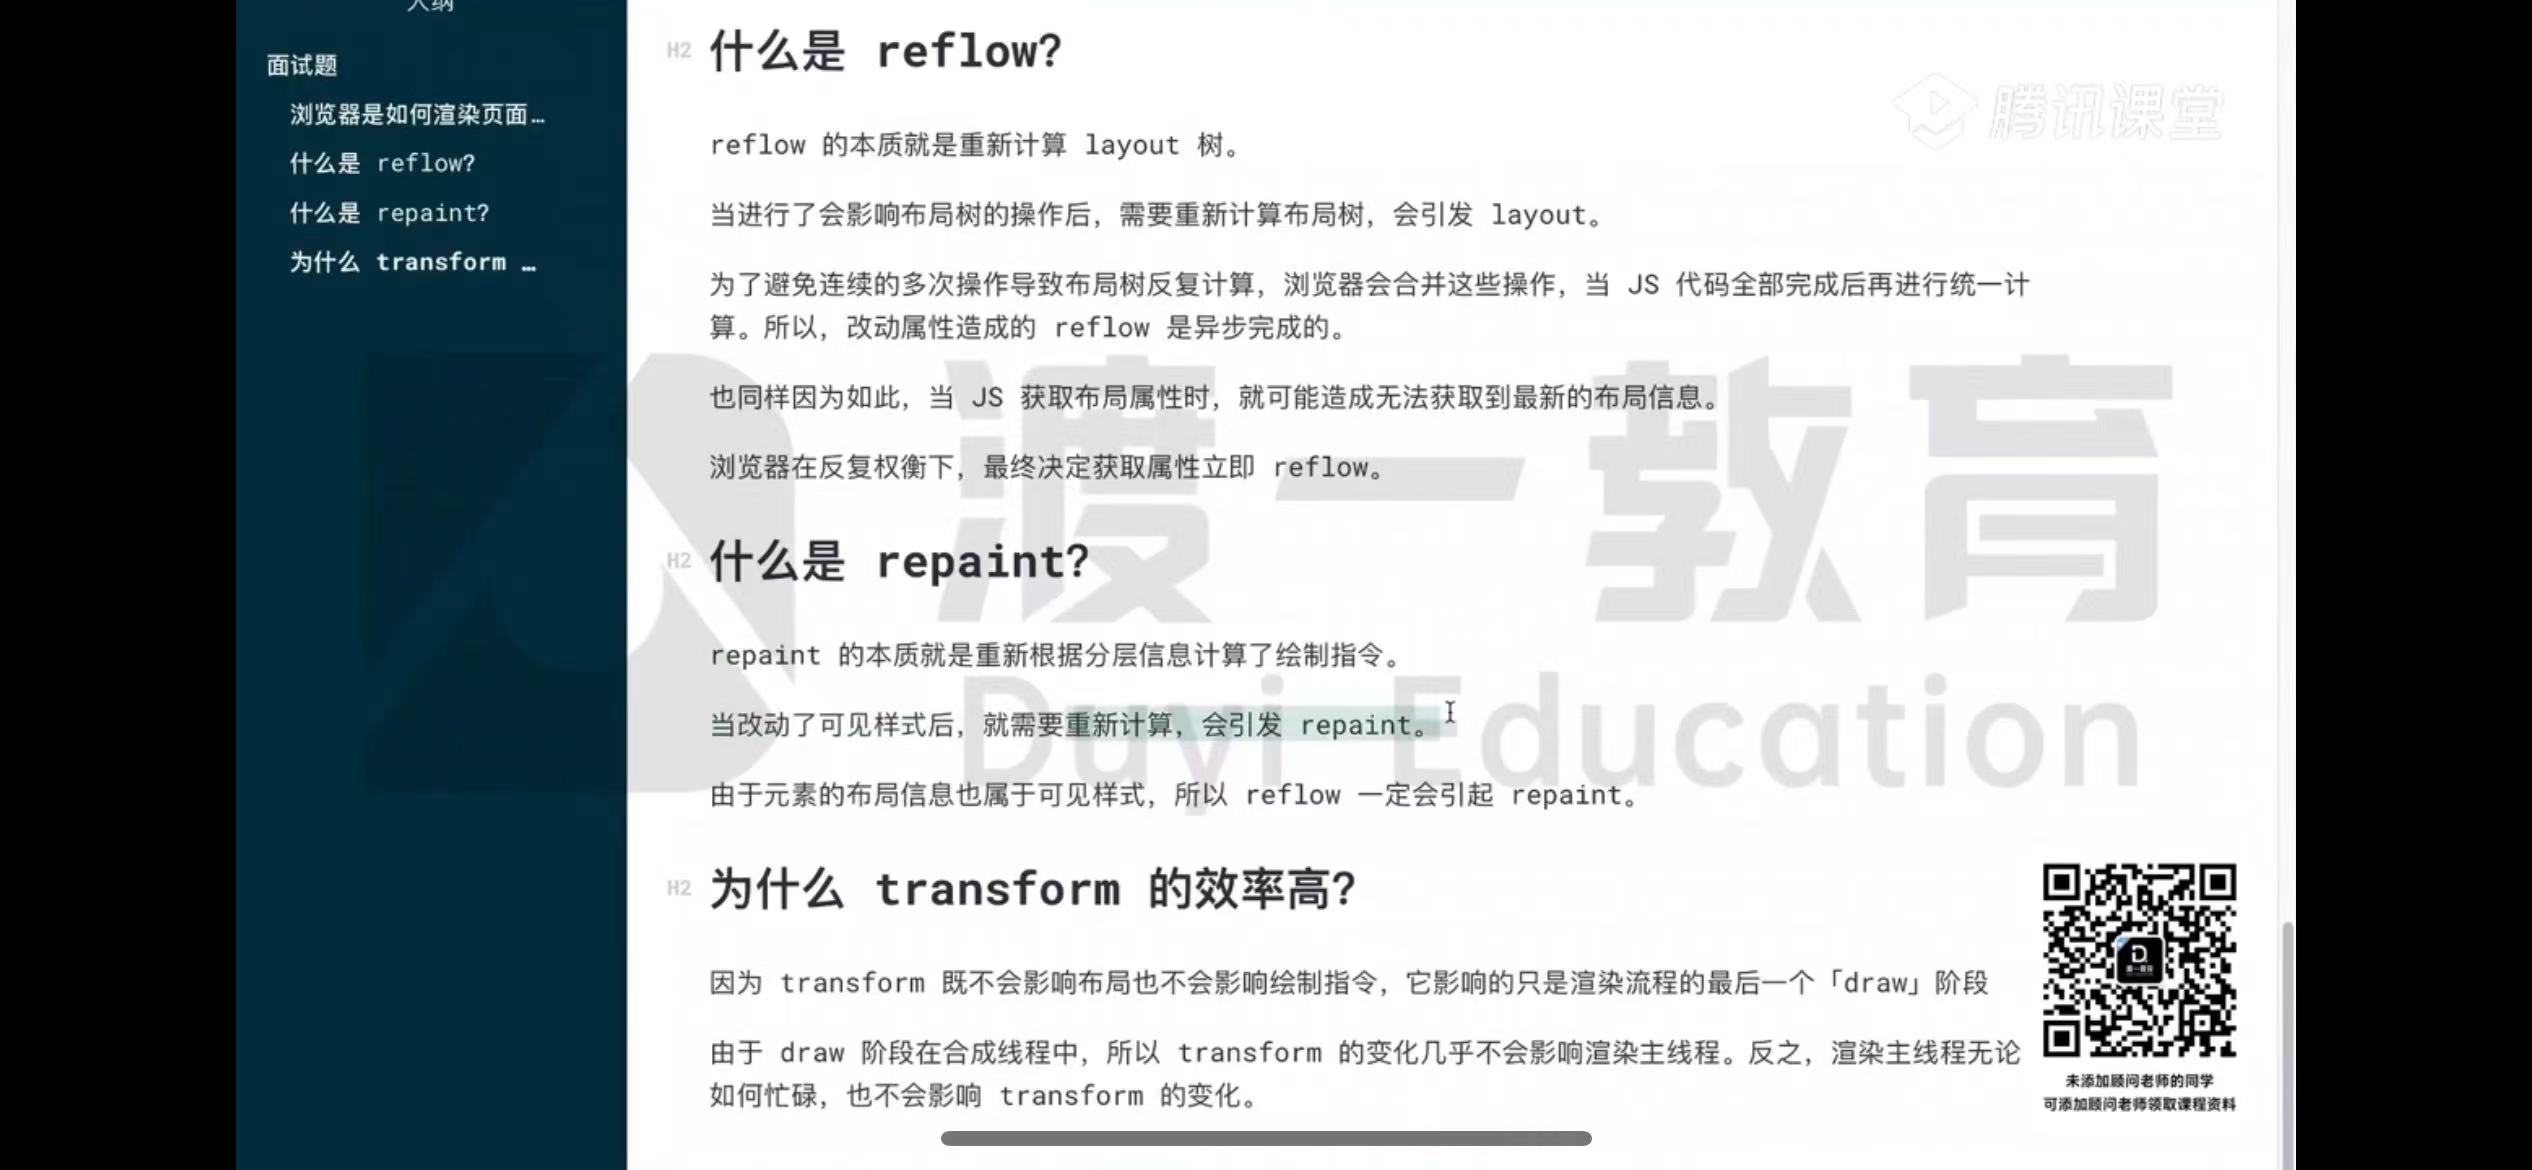 大纲
面试题
浏览器是如何渲染页面…
什么是 reflow?
什么是 repaint?
为什么 transform …
H2 什么是 reflow?
腾讯课堂
reflow 的本质就是重新计算 layout 树。
当进行了会影响布局树的操作后，需要重新计算布局树，会引发 layout。
为了避免连续的多次操作导致布局树反复计算，浏览器会合并这些操作，当 JS 代码全部完成后再进行统一计
算。所以，改动属性造成的 reflow 是异步完成的。
也同样因为如此，当 JS 获取布局属性时，就可能造成无法获取到最新的布局信息。
浏览器在反复权衡下，最终决定获取属性立即 reflow。
渡一教育
Duyi Education
H2 什么是 repaint?
repaint 的本质就是重新根据分层信息计算了绘制指令。
当改动了可见样式后，就需要重新计算，会引发 repaint。
由于元素的布局信息也属于可见样式，所以 reflow 一定会引起 repaint。
H2 为什么 transform 的效率高?
因为 transform 既不会影响布局也不会影响绘制指令，它影响的只是渲染流程的最后一个「draw」阶段
由于 draw 阶段在合成线程中，所以 transform 的变化几乎不会影响渲染主线程。反之，渲染主线程无论
如何忙碌，也不会影响 transform 的变化。
未添加顾问老师的同学
可添加顾问老师领取课程资料